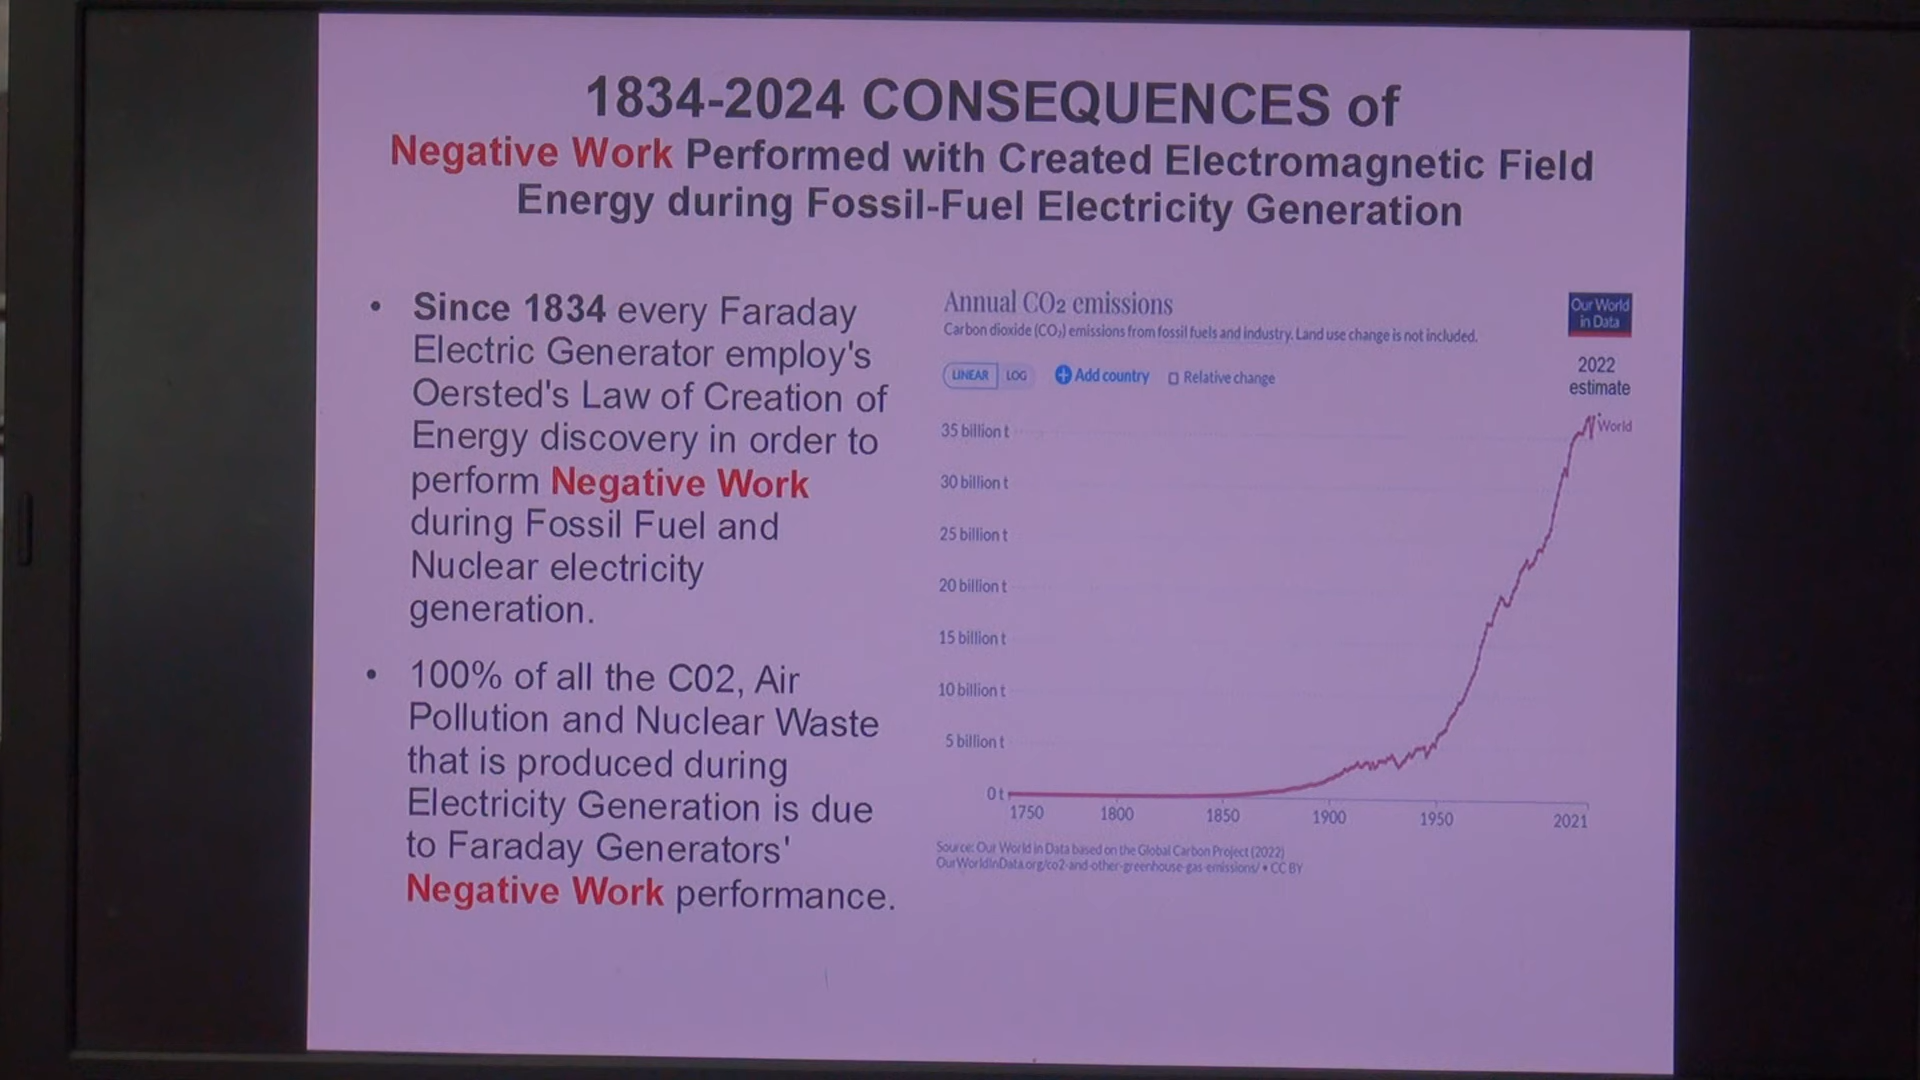 1834-2024 CONSEQUENCES of
Negative Work Performed with Created Electromagnetic Field
Energy during Fossil-Fuel Electricity Generation
• Since 1834 every Faraday
Electric Generator employ's
Oersted's Law of Creation of
Energy discovery in order to
perform Negative Work
during Fossil Fuel and
Nuclear electricity
generation.
• 100% of all the C02, Air
Pollution and Nuclear Waste
that is produced during
Electricity Generation is due
to Faraday Generators'
Negative Work performance.
Annual CO2 emissions
Carbon dioxide (CO₂) emissions from fossil fuels and industry. Land use change is not included.
Our World
in Data
LINEAR LOG Add country Relative change
2022
estimate
World
35 billion t
30 billion t
25 billion t
20 billion t
15 billion t
10 billion t
5 billion t
0 t
1750 1800 1850 1900 1950 2021
Source: Our World in Data based on the Global Carbon Project (2022)
OurWorldInData.org/co2-and-other-greenhouse-gas-emissions/ • CC BY